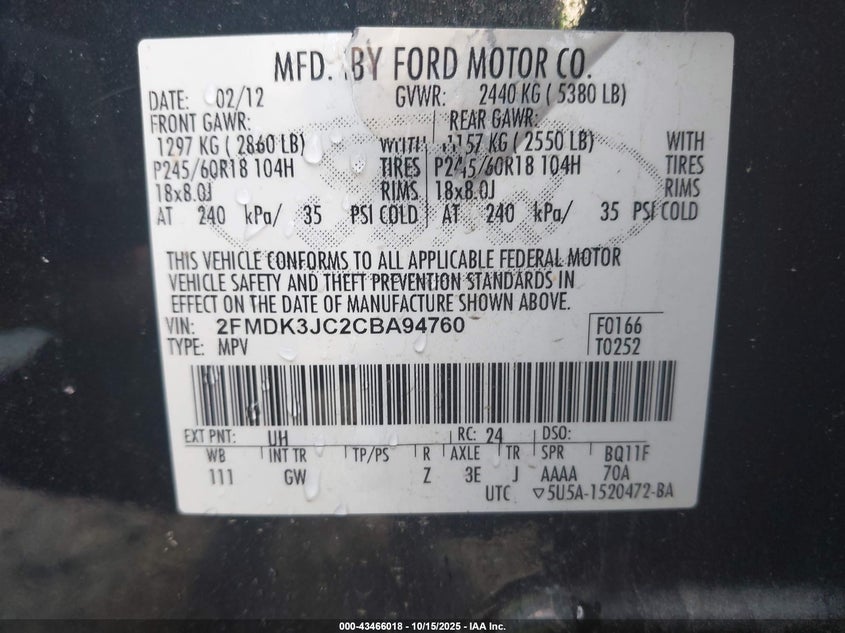 MFD. BY FORD MOTOR CO.
DATE: 02/12 GVWR: 2440 KG ( 5380 LB)
FRONT GAWR: REAR GAWR:
1297 KG ( 2860 LB) WITH 1157 KG ( 2550 LB) WITH
P245/60R18 104H TIRES P245/60R18 104H TIRES
18x8.0J RIMS 18x8.0J RIMS
AT 240 kPa/ 35 PSI COLD AT 240 kPa/ 35 PSI COLD
THIS VEHICLE CONFORMS TO ALL APPLICABLE FEDERAL MOTOR
VEHICLE SAFETY AND THEFT PREVENTION STANDARDS IN
EFFECT ON THE DATE OF MANUFACTURE SHOWN ABOVE.
VIN: 2FMDK3JC2CBA94760 F0166
TYPE: MPV T0252
EXT PNT: UH RC: 24 DSO:
WB INT TR TP/PS R AXLE TR SPR BQ11F
111 GW Z 3E J AAAA 70A
UTC ▽5U5A-1520472-BA
000-43466018 - 10/15/2025 - IAA Inc.